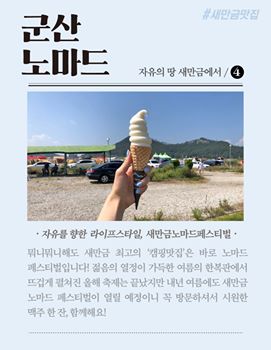 #새만금맛집
군산
노마드
자유의 땅 새만금에서 / 4
· 자유를 향한 라이프스타일, 새만금노마드페스티벌 ·
뭐니뭐니해도 새만금 최고의 '캠핑맛집'은 바로 노마드
페스티벌입니다! 젊음의 열정이 가득한 여름의 한복판에서
뜨겁게 펼쳐진 올해 축제는 끝났지만 내년 여름에도 새만금
노마드 페스티벌이 열릴 예정이니 꼭 방문하셔서 시원한
맥주 한 잔, 함께해요!